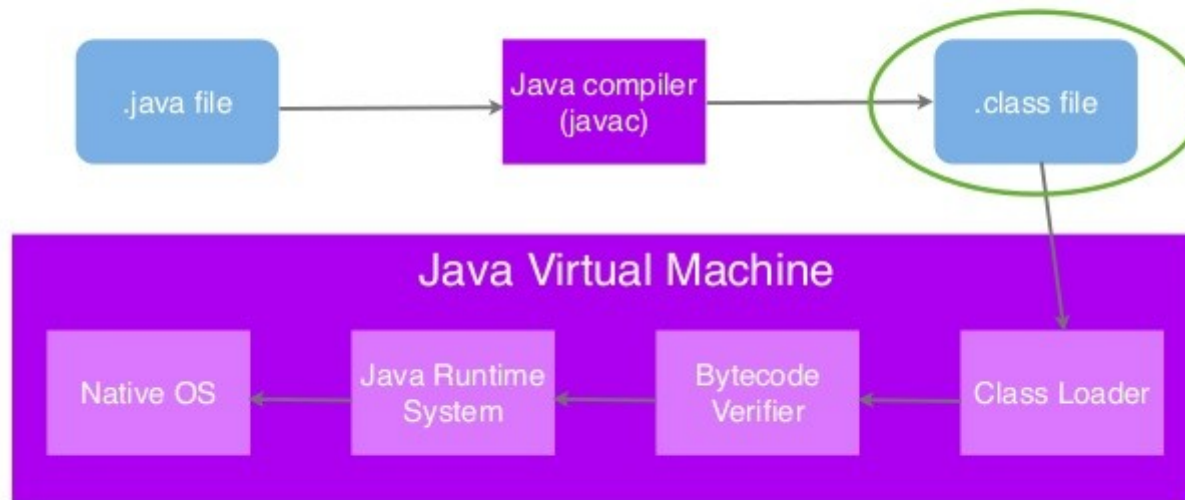 .java file
Java compiler
(javac)
.class file
Java Virtual Machine
Native OS
Java Runtime
System
Bytecode
Verifier
Class Loader